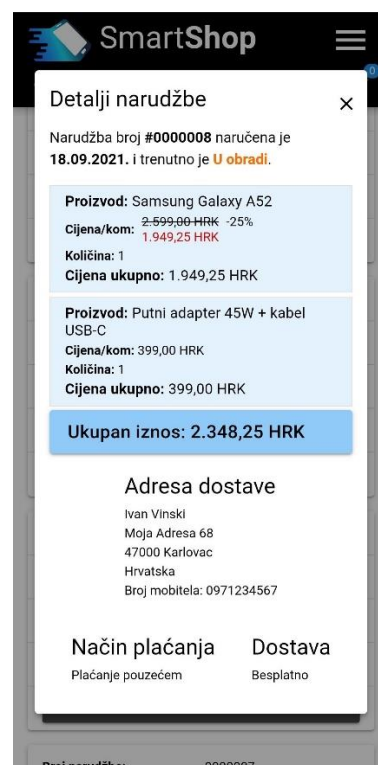 SmartShop
0
Detalji narudžbe
×
Narudžba broj #0000008 naručena je
18.09.2021. i trenutno je U obradi.
Proizvod: Samsung Galaxy A52
Cijena/kom: 2.599,00 HRK -25%
1.949,25 HRK
Količina: 1
Cijena ukupno: 1.949,25 HRK
Proizvod: Putni adapter 45W + kabel
USB-C
Cijena/kom: 399,00 HRK
Količina: 1
Cijena ukupno: 399,00 HRK
Ukupan iznos: 2.348,25 HRK
Adresa dostave
Ivan Vinski
Moja Adresa 68
47000 Karlovac
Hrvatska
Broj mobitela: 0971234567
Način plaćanja Dostava
Plaćanje pouzećem Besplatno